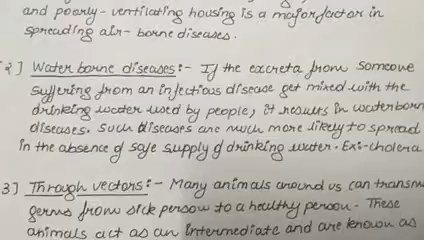 and poorly-ventilating housing is a major factor in
spreading air-borne diseases.
2] Water borne diseases:- If the excreta from someone
suffering from an infectious disease get mixed with the
drinking water used by people, it results in waterborn
diseases. Such diseases are much more likely to spread
in the absence of safe supply of drinking water. Ex:-cholera
3] Through vectors:- Many animals around us can transm
germs from sick person to a healthy person. These
animals act as an intermediate and are known as